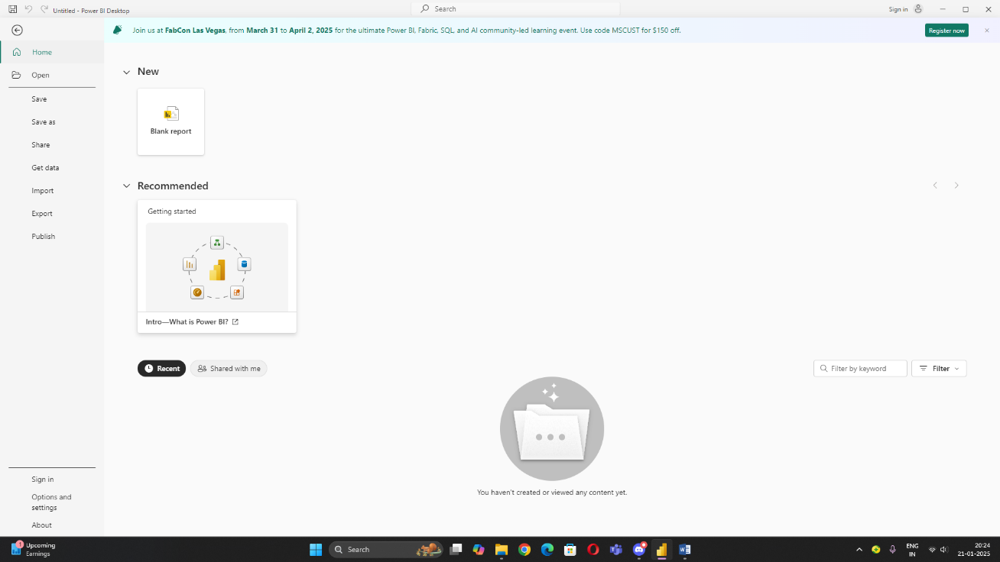 Untitled - Power BI Desktop
Search
Sign in
Join us at FabCon Las Vegas, from March 31 to April 2, 2025 for the ultimate Power BI, Fabric, SQL, and AI community-led learning event. Use code MSCUST for $150 off.
Register now
Home
Open
Save
Save as
Share
Get data
Import
Export
Publish
New
Blank report
Recommended
Getting started
Intro—What is Power BI?
Recent
Shared with me
Filter by keyword
Filter
You haven't created or viewed any content yet.
Sign in
Options and
settings
About
1
Upcoming
Earnings
Search
ENG
IN
20:24
21-01-2025